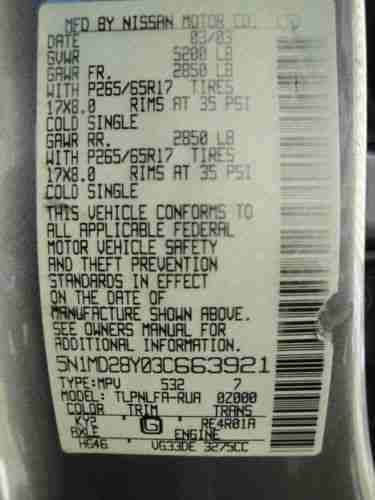 MFD BY NISSAN MOTOR CO., LTD
DATE 03/03
GVWR 5200 LB
GAWR FR. 2850 LB
WITH P265/65R17 TIRES
17X8.0 RIMS AT 35 PSI
COLD SINGLE
GAWR RR. 2850 LB
WITH P265/65R17 TIRES
17X8.0 RIMS AT 35 PSI
COLD SINGLE
THIS VEHICLE CONFORMS TO
ALL APPLICABLE FEDERAL
MOTOR VEHICLE SAFETY
AND THEFT PREVENTION
STANDARDS IN EFFECT
ON THE DATE OF
MANUFACTURE SHOWN ABOVE.
SEE OWNERS MANUAL FOR
ADDITIONAL INFORMATION.
5N1MD28Y03C663921
TYPE:MPV 532 7
MODEL: TLPNLFA-RUA 02000
COLOR TRIM TRANS
KY2 G RE4R01A
AXLE ENGINE
HG46 VG33DE 3275CC